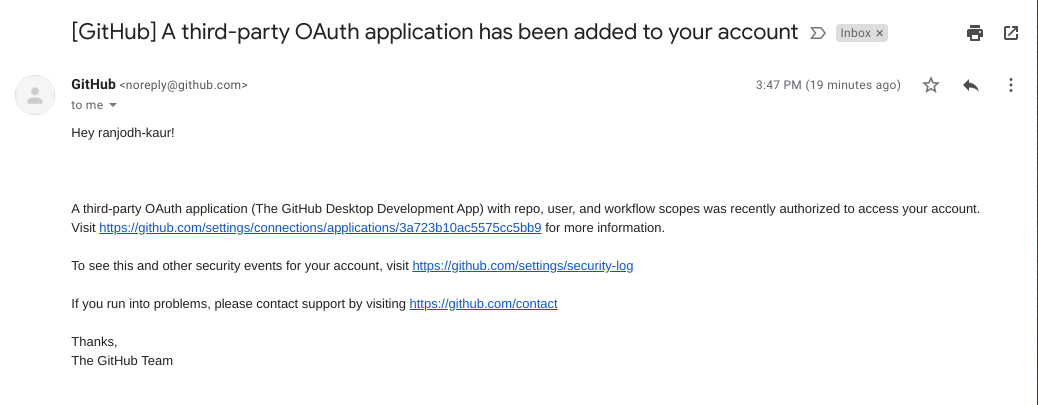 [GitHub] A third-party OAuth application has been added to your account
Inbox ×
GitHub <noreply@github.com>
3:47 PM (19 minutes ago)
to me
Hey ranjodh-kaur!
A third-party OAuth application (The GitHub Desktop Development App) with repo, user, and workflow scopes was recently authorized to access your account.
Visit https://github.com/settings/connections/applications/3a723b10ac5575cc5bb9 for more information.
To see this and other security events for your account, visit https://github.com/settings/security-log
If you run into problems, please contact support by visiting https://github.com/contact
Thanks,
The GitHub Team